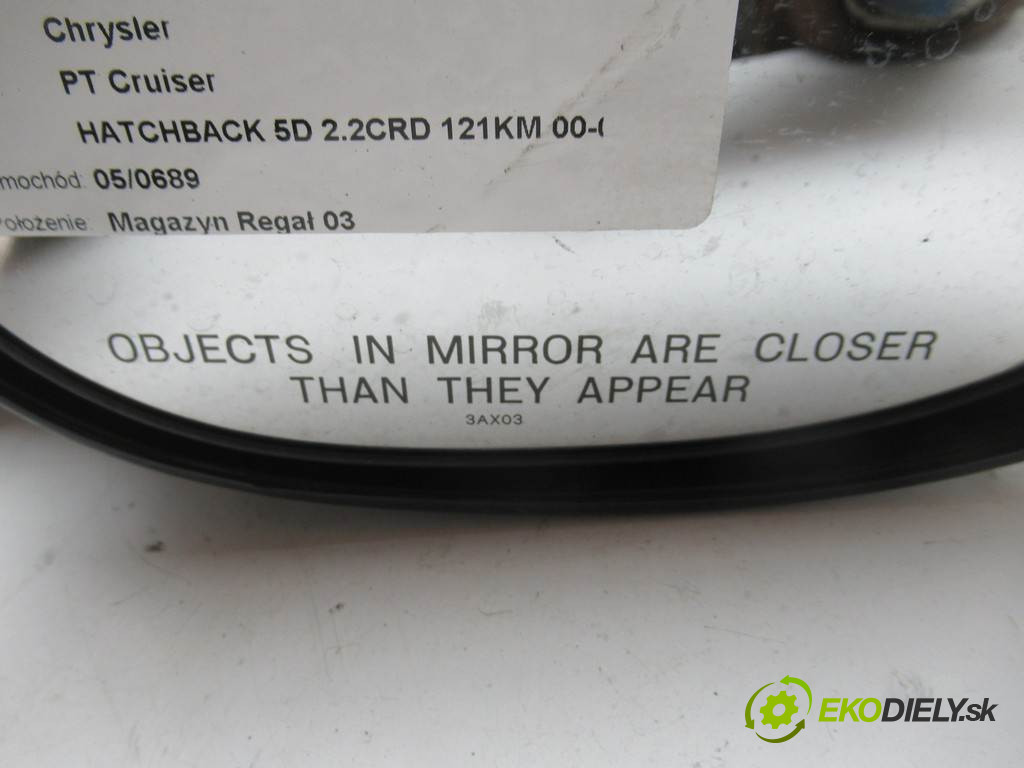 Chrysler
PT Cruiser
HATCHBACK 5D 2.2CRD 121KM 00-
mochód: 05/0689
ołożenie: Magazyn Regał 03
OBJECTS IN MIRROR ARE CLOSER
THAN THEY APPEAR
3AX03
EKODIELY.sk